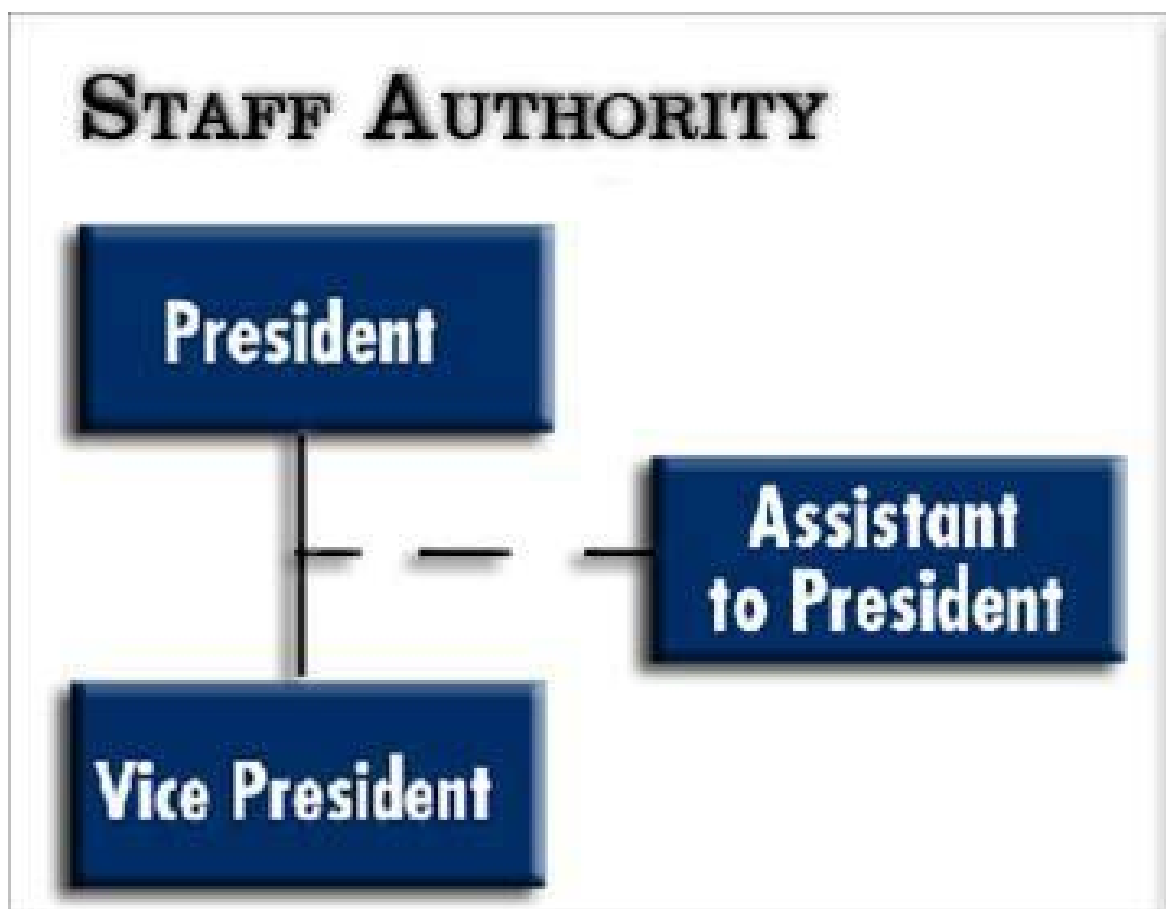 STAFF AUTHORITY
President
Assistant
to President
Vice President